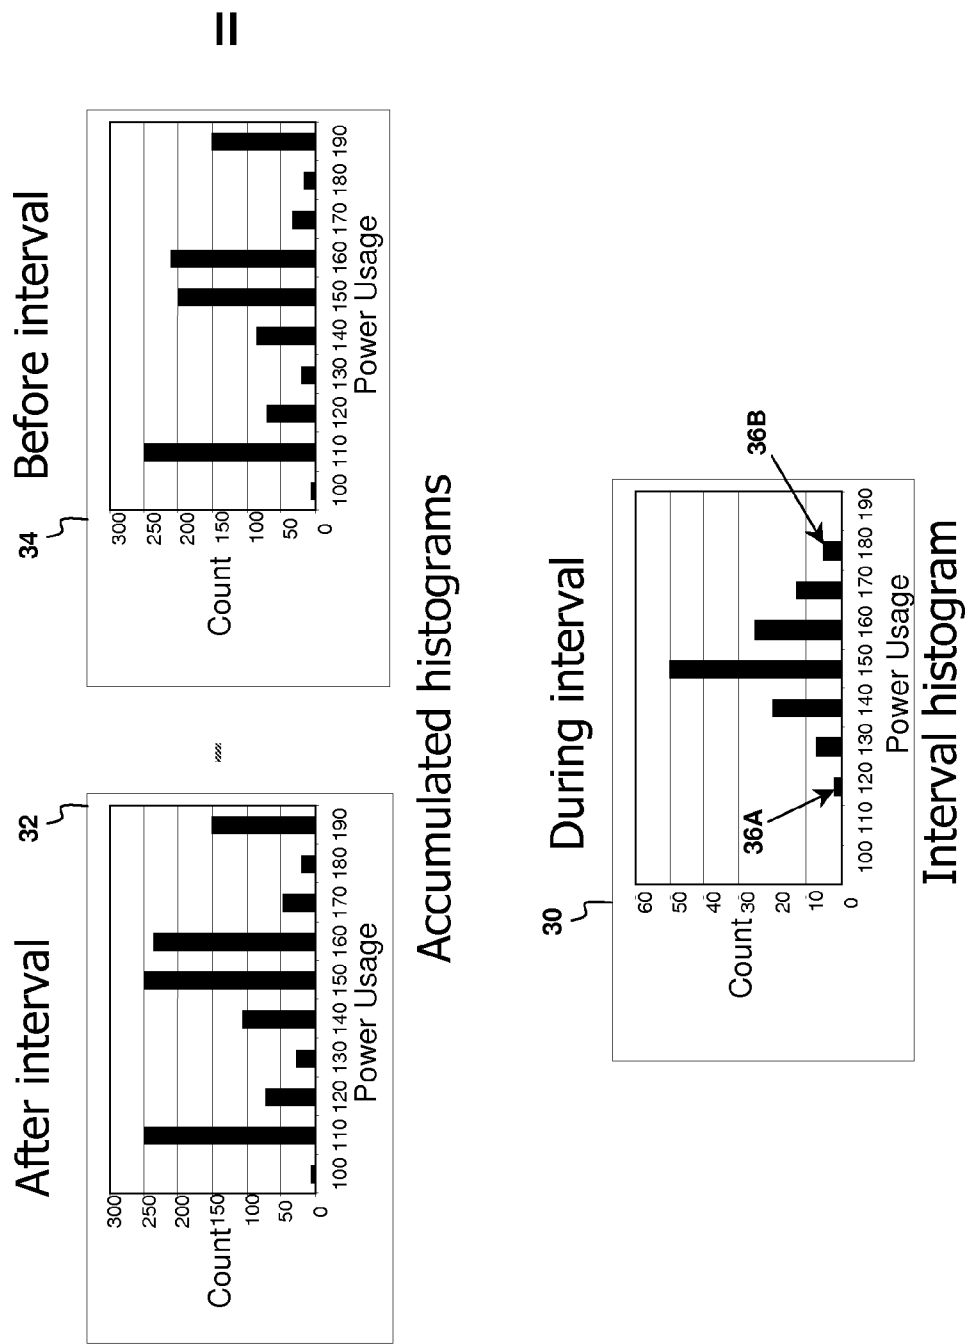 After interval
32
Count
300
250
200
150
100
50
0
100 110 120 130 140 150 160 170 180 190
Power Usage
-
Before interval
34
Count
300
250
200
150
100
50
0
100 110 120 130 140 150 160 170 180 190
Power Usage
=
Accumulated histograms
During interval
30
Count
60
50
40
30
20
10
0
36A
36B
100 110 120 130 140 150 160 170 180 190
Power Usage
Interval histogram